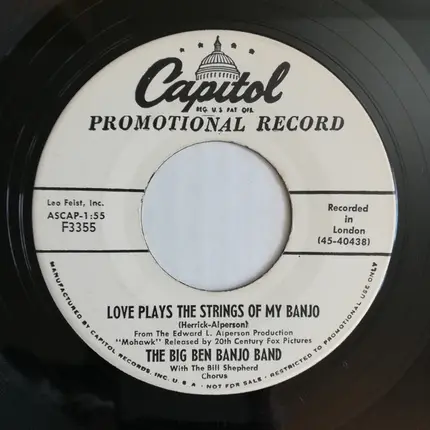 Capitol
REG. U.S. PAT. OFF.
PROMOTIONAL RECORD
Leo Feist, Inc.
ASCAP-1:55
F3355
Recorded
in
London
(45-40438)
LOVE PLAYS THE STRINGS OF MY BANJO
(Herrick-Alperson)
From The Edward L. Alperson Production
"Mohawk" Released by 20th Century Fox Pictures
THE BIG BEN BANJO BAND
With The Bill Shepherd
Chorus
MANUFACTURED BY CAPITOL RECORDS, INC. U.S.A. · NOT FOR SALE · RESTRICTED TO PROMOTIONAL USE ONLY